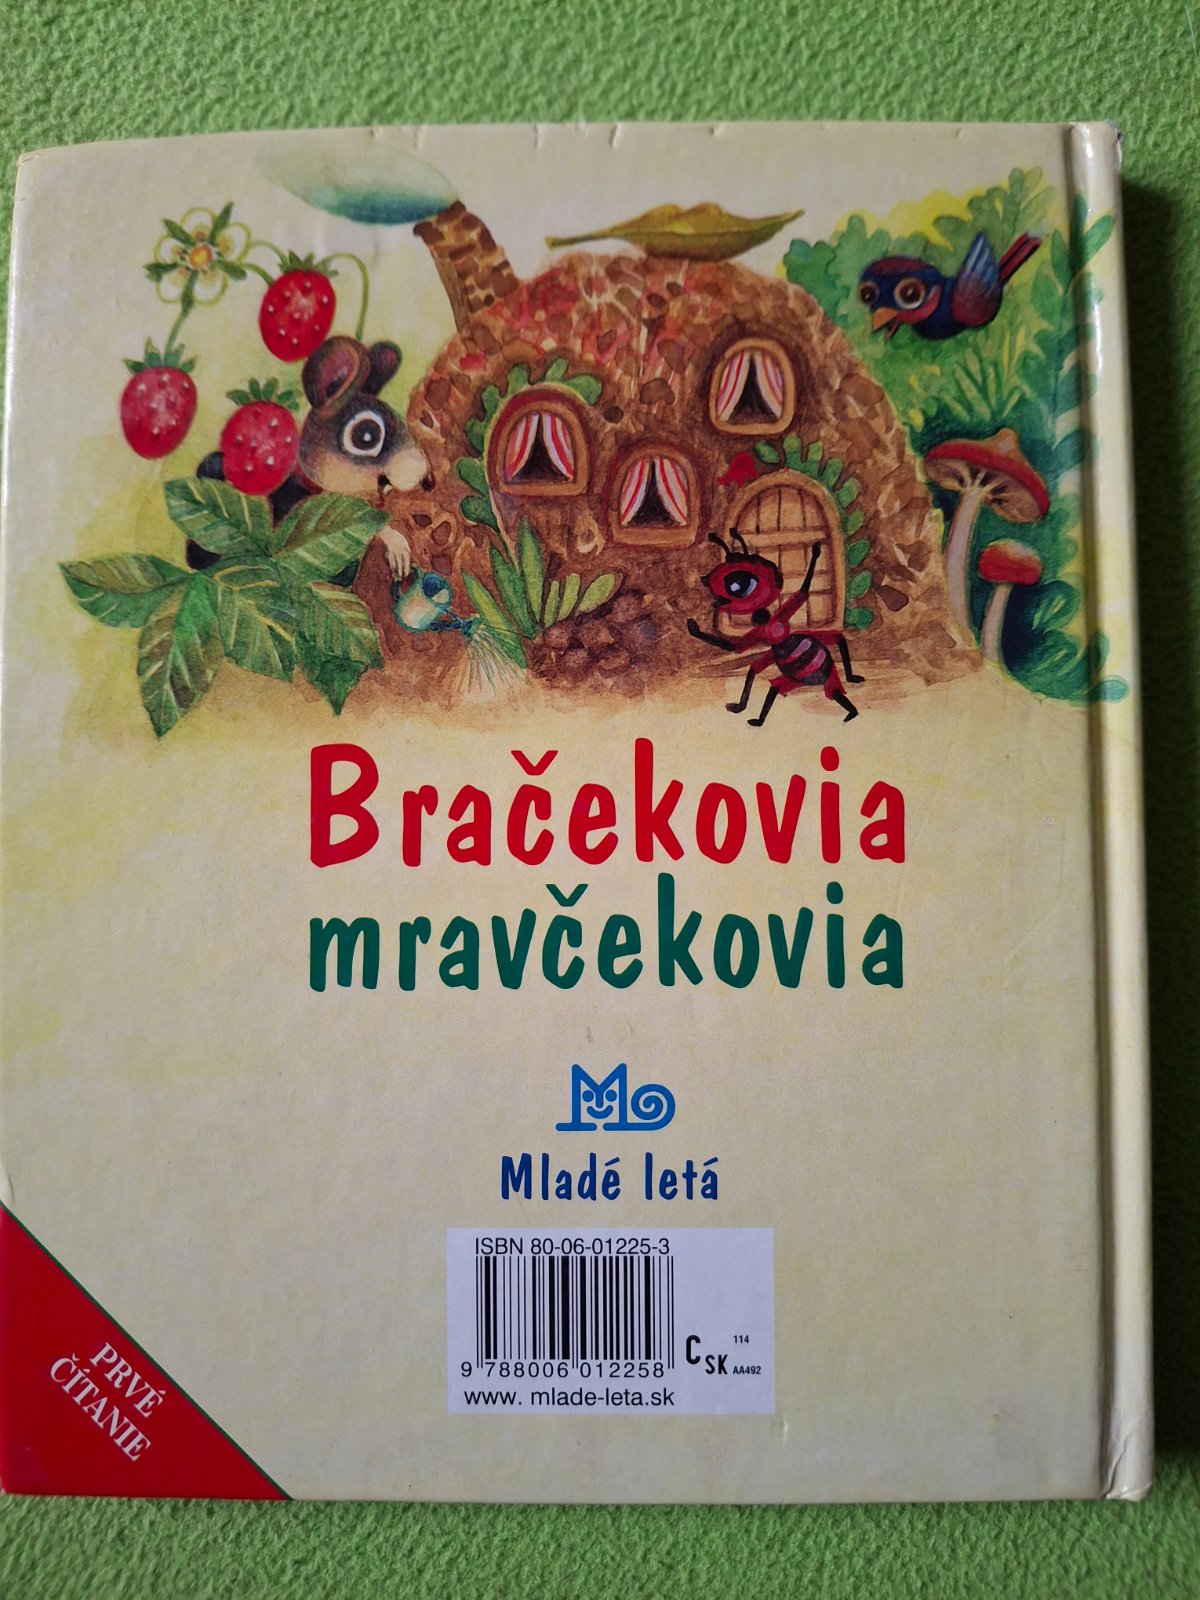 Bračekovia
mravčekovia
Mladé letá
ISBN 80-06-01225-3
9 788006 012258
C SK 114 AA492
www. mlade-leta.sk
PRVÉ
ČÍTANIE